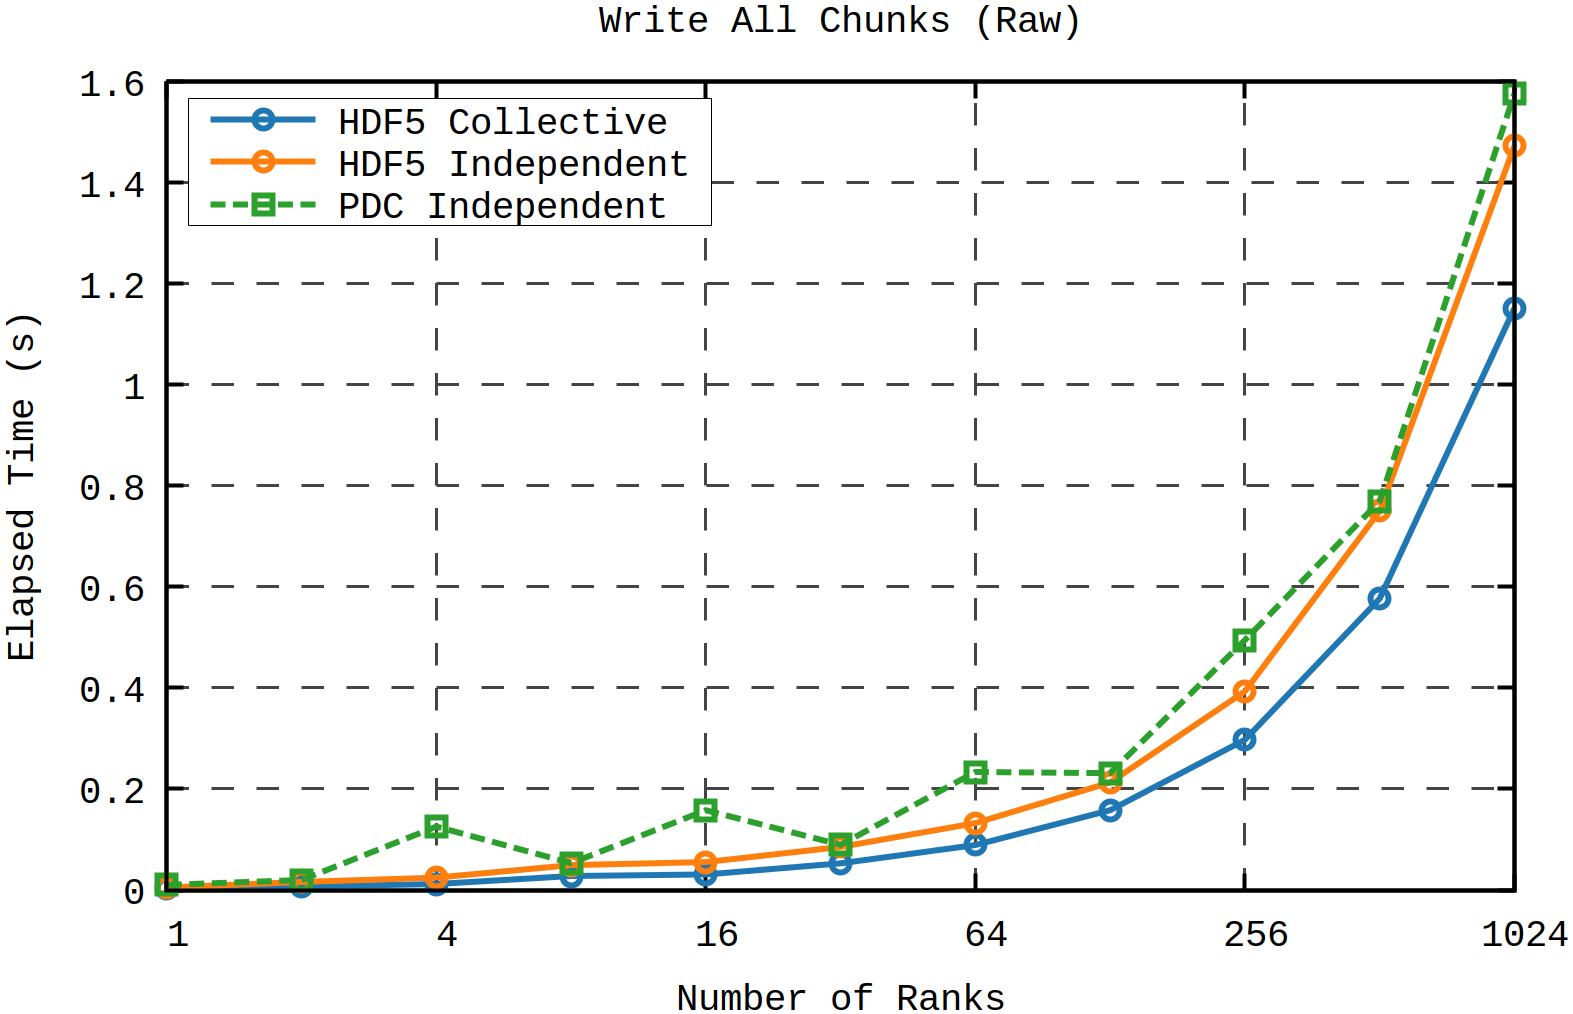 Write All Chunks (Raw)
1.6
1.4
1.2
1
0.8
0.6
0.4
0.2
0
Elapsed Time (s)
HDF5 Collective
HDF5 Independent
PDC Independent
1 4 16 64 256 1024
Number of Ranks